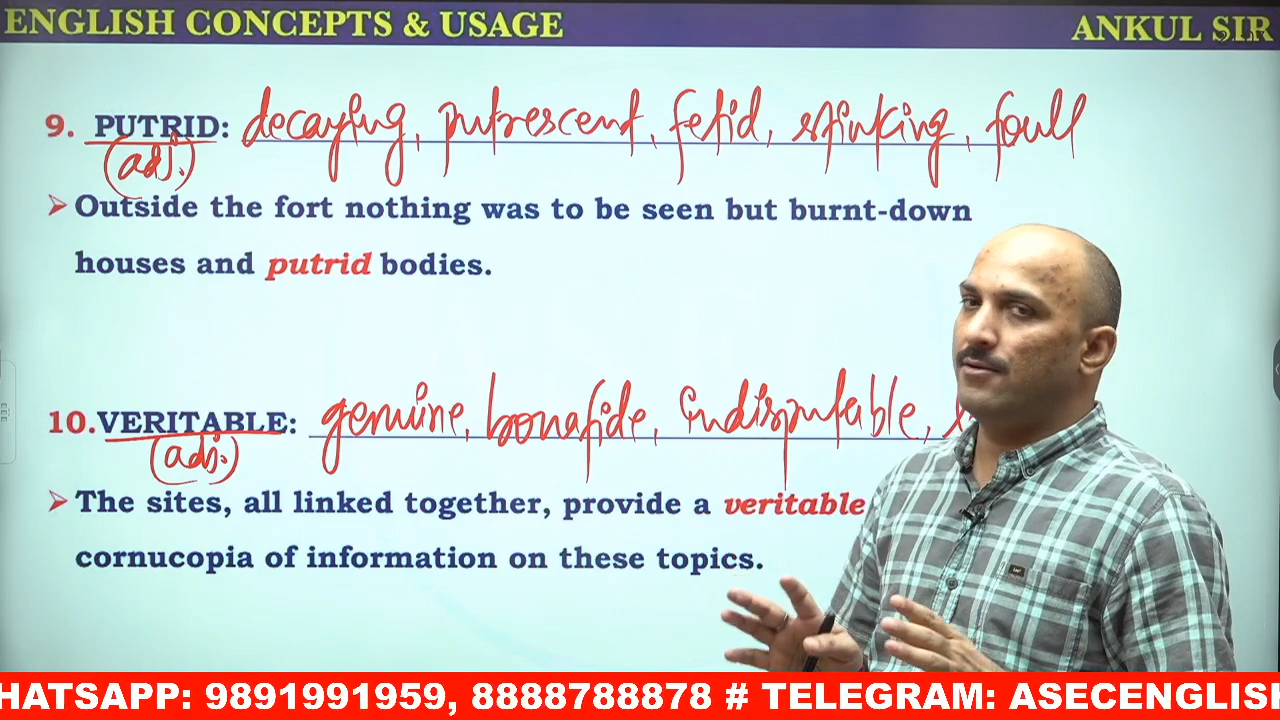 ENGLISH CONCEPTS & USAGE ANKUL SIR
9. PUTRID: decaying, putrescent, fetid, stinking, foul
(adj.)
➢ Outside the fort nothing was to be seen but burnt-down
houses and putrid bodies.
10.VERITABLE: genuine, bonafide, indisputable,
(adj.)
➢ The sites, all linked together, provide a veritable
cornucopia of information on these topics.
HATSAPP: 9891991959, 8888788878 # TELEGRAM: ASECENGLISH